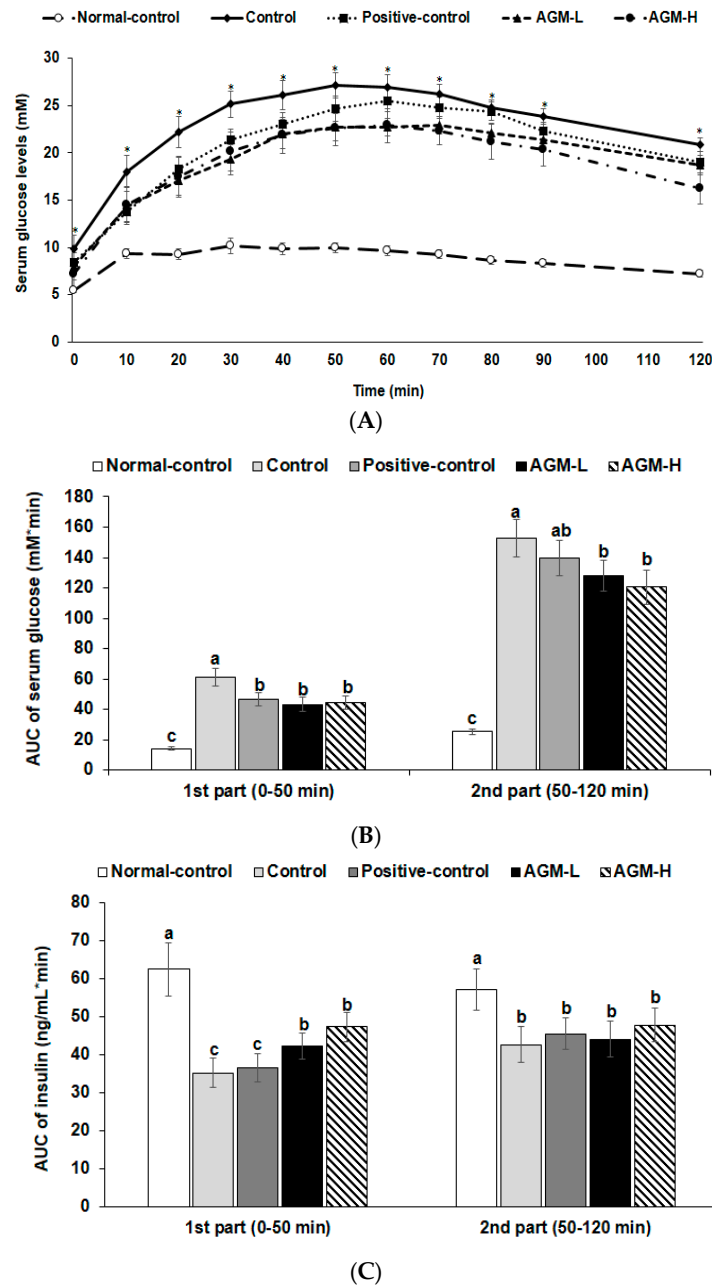 Normal-control Control Positive-control AGM-L AGM-H
Serum glucose levels (mM)
30
25
20
15
10
5
0
* * * * * * * * * * *
0 10 20 30 40 50 60 70 80 90 100 110 120
Time (min)
(A)
Normal-control Control Positive-control AGM-L AGM-H
AUC of serum glucose (mM*min)
180
160
140
120
100
80
60
40
20
0
c a b b b c a ab b b
1st part (0-50 min) 2nd part (50-120 min)
(B)
Normal-control Control Positive-control AGM-L AGM-H
AUC of insulin (ng/mL*min)
80
70
60
50
40
30
20
10
0
a c c b b a b b b b
1st part (0-50 min) 2nd part (50-120 min)
(C)